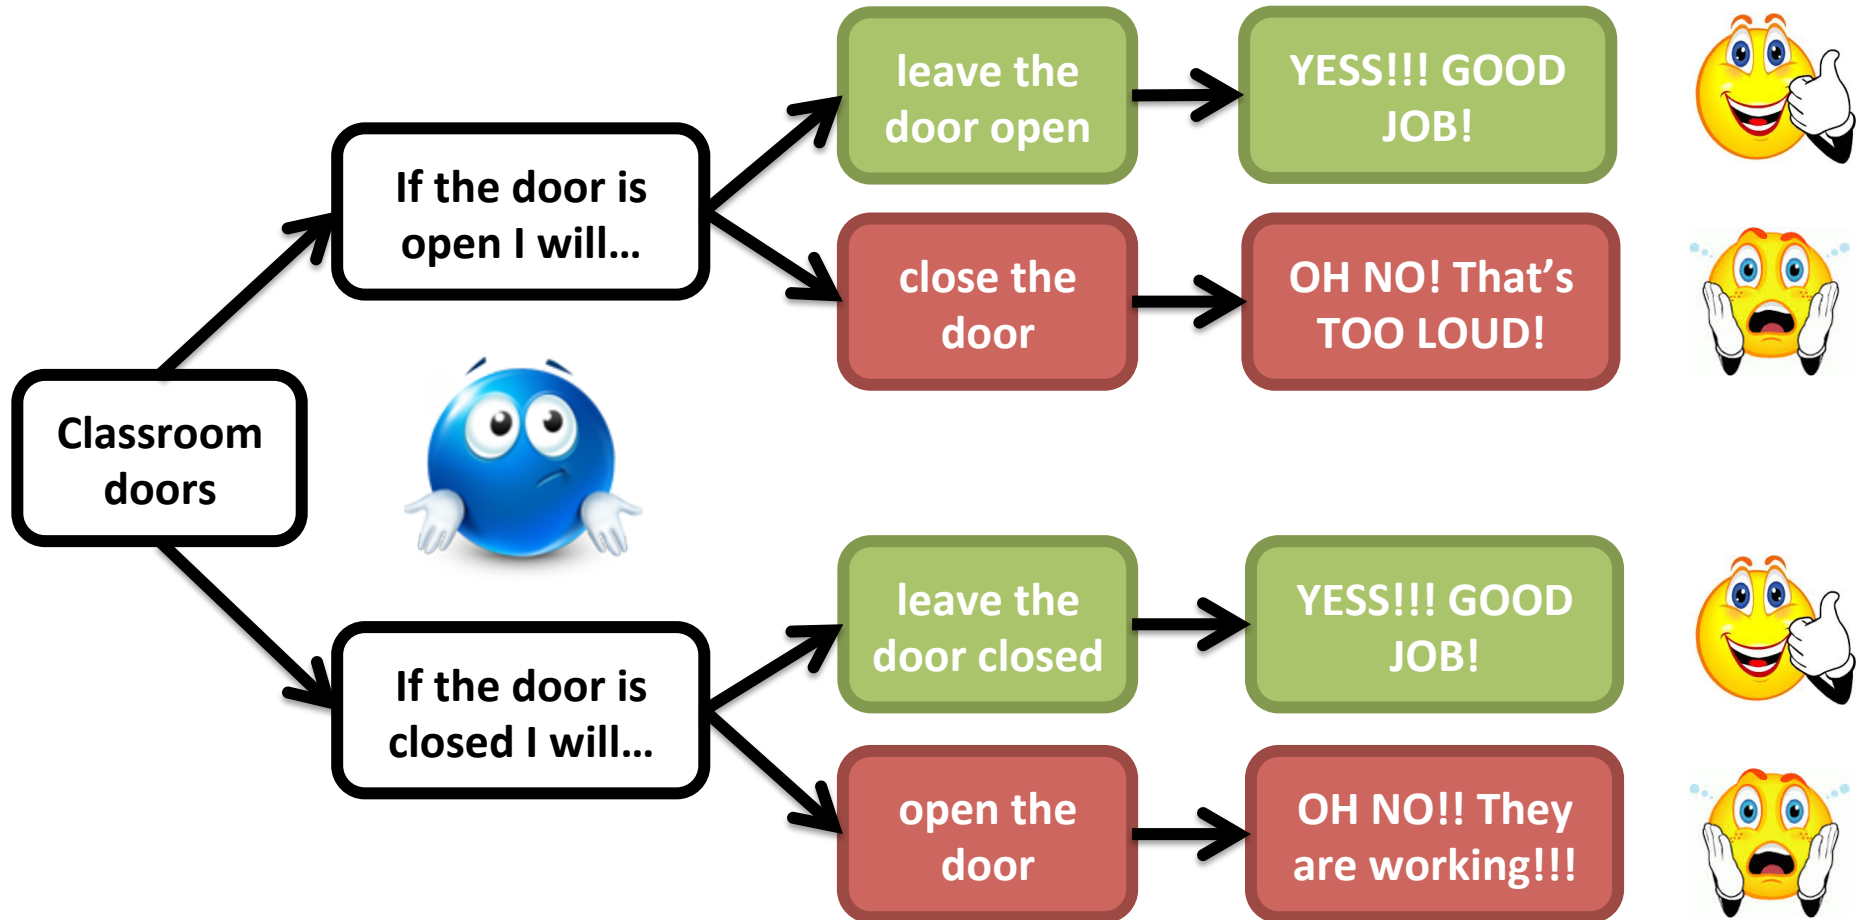 Classroom
doors
If the door is
open I will…
leave the
door open
YESS!!! GOOD
JOB!
close the
door
OH NO! That’s
TOO LOUD!
If the door is
closed I will…
leave the
door closed
YESS!!! GOOD
JOB!
open the
door
OH NO!! They
are working!!!